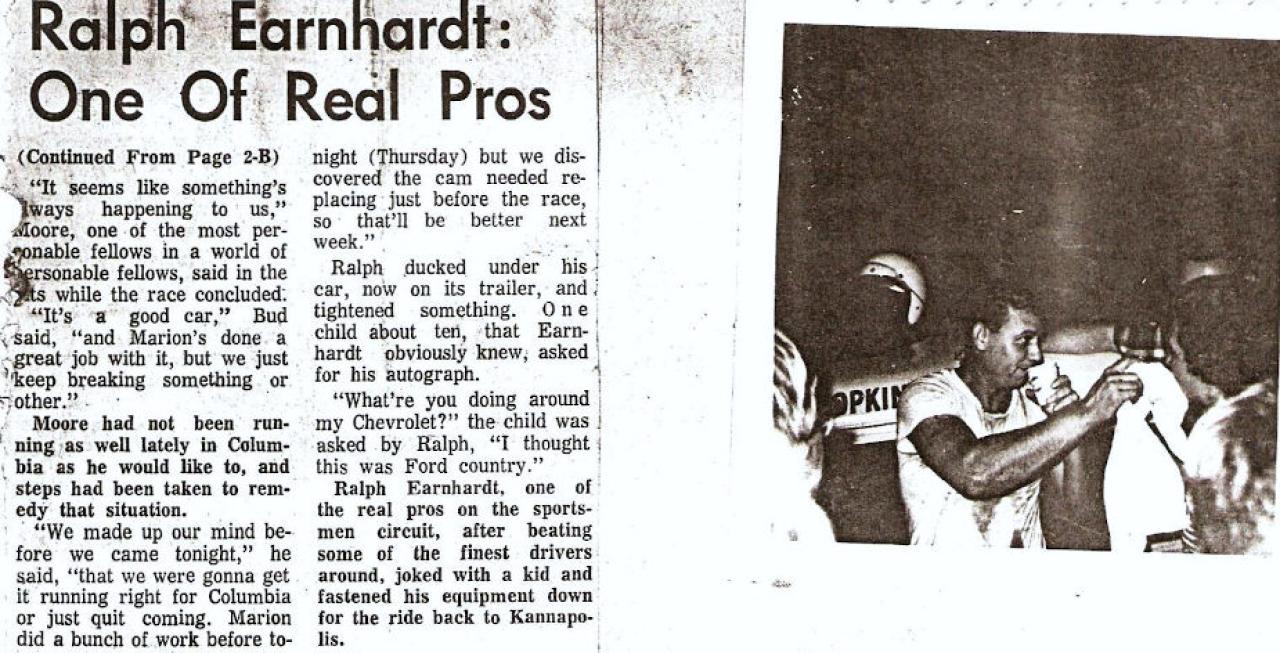 Ralph Earnhardt:
One Of Real Pros
(Continued From Page 2-B)
"It seems like something's
lways happening to us,"
Moore, one of the most per-
onable fellows in a world of
ersonable fellows, said in the
ts while the race concluded.
"It's a good car," Bud
said, "and Marion's done a
great job with it, but we just
keep breaking something or
other."
Moore had not been run-
ning as well lately in Colum-
bia as he would like to, and
steps had been taken to rem-
edy that situation.
"We made up our mind be-
fore we came tonight," he
said, "that we were gonna get
it running right for Columbia
or just quit coming. Marion
did a bunch of work before to-
night (Thursday) but we dis-
covered the cam needed re-
placing just before the race,
so that'll be better next
week."
Ralph ducked under his
car, now on its trailer, and
tightened something. One
child about ten, that Earn-
hardt obviously knew, asked
for his autograph.
"What're you doing around
my Chevrolet?" the child was
asked by Ralph, "I thought
this was Ford country."
Ralph Earnhardt, one of
the real pros on the sports-
men circuit, after beating
some of the finest drivers
around, joked with a kid and
fastened his equipment down
for the ride back to Kannapo-
lis.
OPKIN